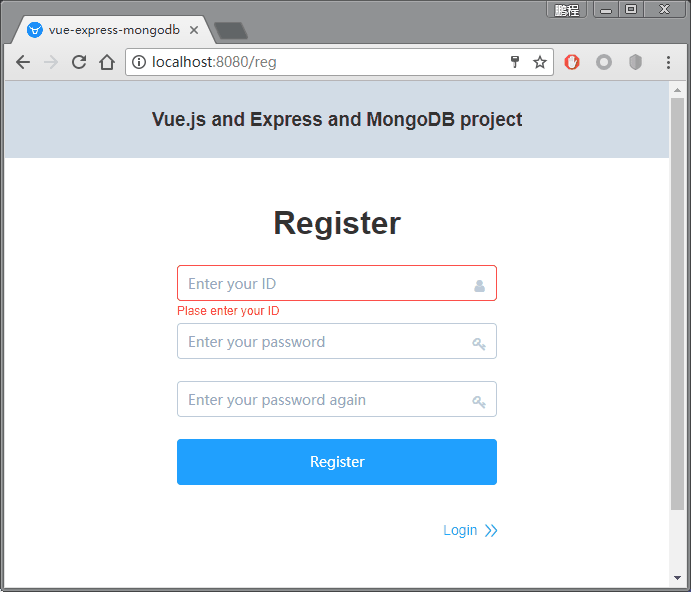 鹏程
vue-express-mongodb
localhost:8080/reg
Vue.js and Express and MongoDB project
Register
Enter your ID
Plase enter your ID
Enter your password
Enter your password again
Register
Login